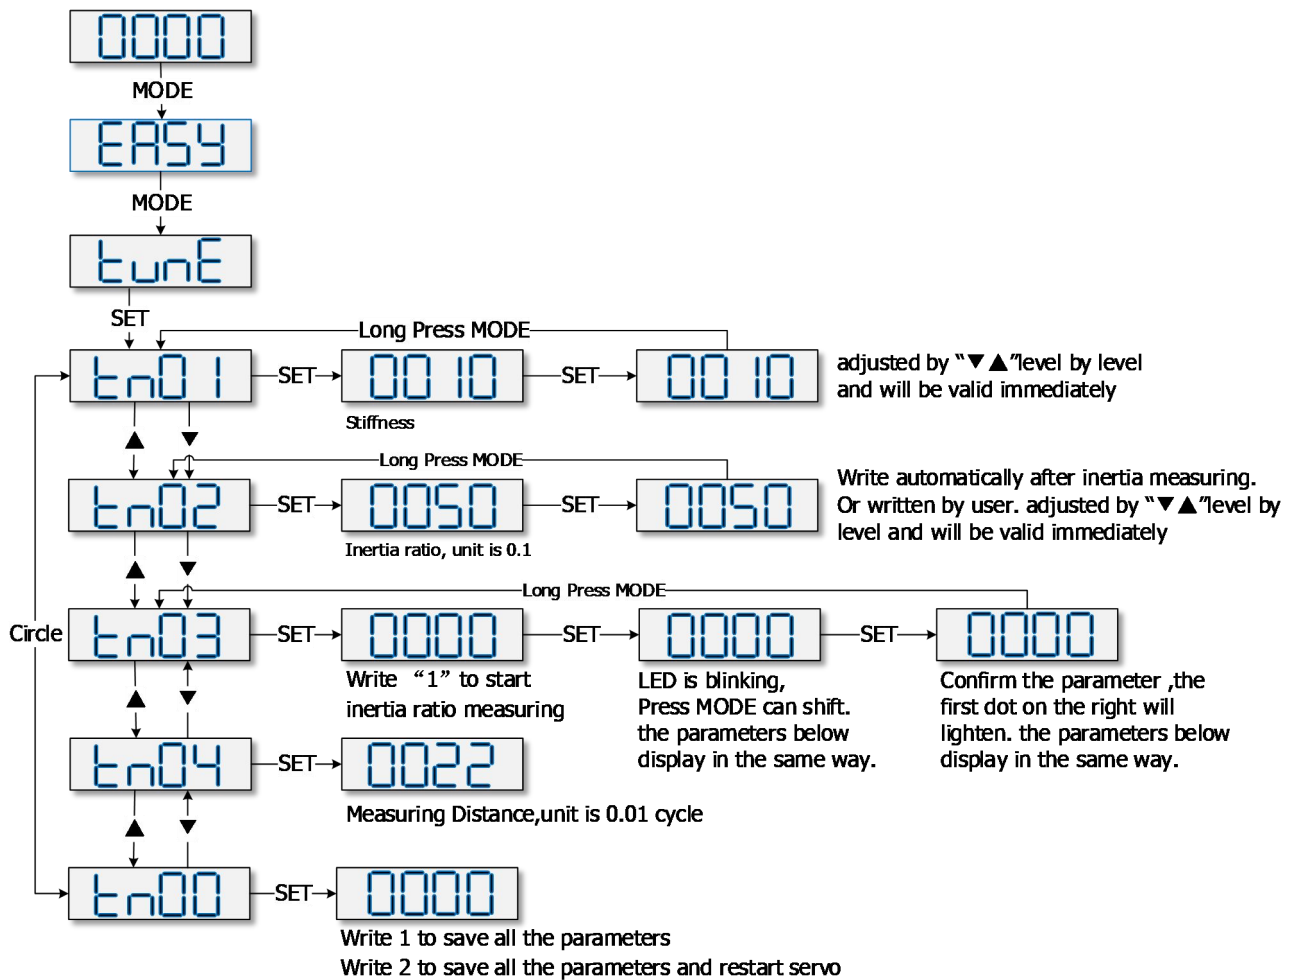 0000
MODE
EASY
MODE
tunE
SET
Long Press MODE
tn01
SET
0010
SET
0010
adjusted by “▼▲”level by level
and will be valid immediately
Stiffness
▲
▼
Long Press MODE
tn02
SET
0050
SET
0050
Write automatically after inertia measuring.
Or written by user. adjusted by “▼▲”level by
level and will be valid immediately
Inertia ratio, unit is 0.1
▲
▼
Long Press MODE
Circle
tn03
SET
0000
SET
0000
SET
0000
Write “1” to start
inertia ratio measuring
LED is blinking,
Press MODE can shift.
the parameters below
display in the same way.
Confirm the parameter ,the
first dot on the right will
lighten. the parameters below
display in the same way.
▲
▼
tn04
SET
0022
Measuring Distance,unit is 0.01 cycle
▲
▼
tn00
SET
0000
Write 1 to save all the parameters
Write 2 to save all the parameters and restart servo